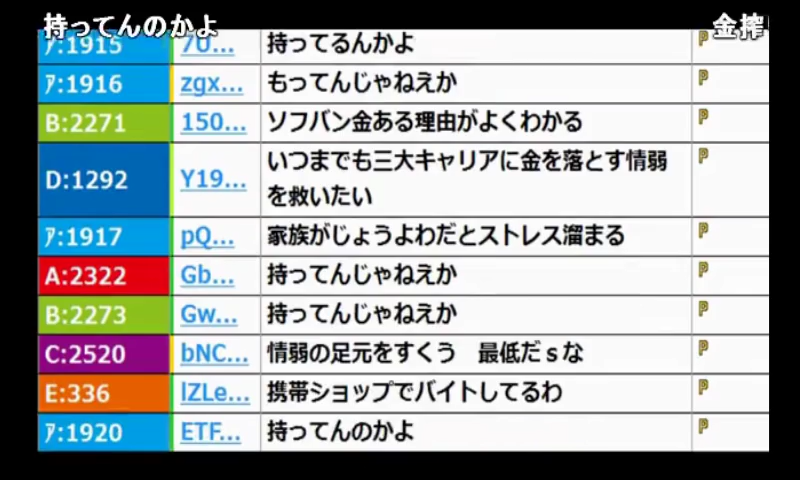 持ってんのかよ
金搾
ｱ:1915 7U... 持ってるんかよ P
ｱ:1916 zgx... もってんじゃねえか P
B:2271 150... ソフバン金ある理由がよくわかる P
D:1292 Y19... いつまでも三大キャリアに金を落とす情弱 P
を救いたい
ｱ:1917 pQ... 家族がじょうよわだとストレス溜まる P
A:2322 Gb... 持ってんじゃねえか P
B:2273 Gw... 持ってんじゃねえか P
C:2520 bNC... 情弱の足元をすくう　最低だｓな P
E:336 lZLe... 携帯ショップでバイトしてるわ P
ｱ:1920 ETF... 持ってんのかよ P